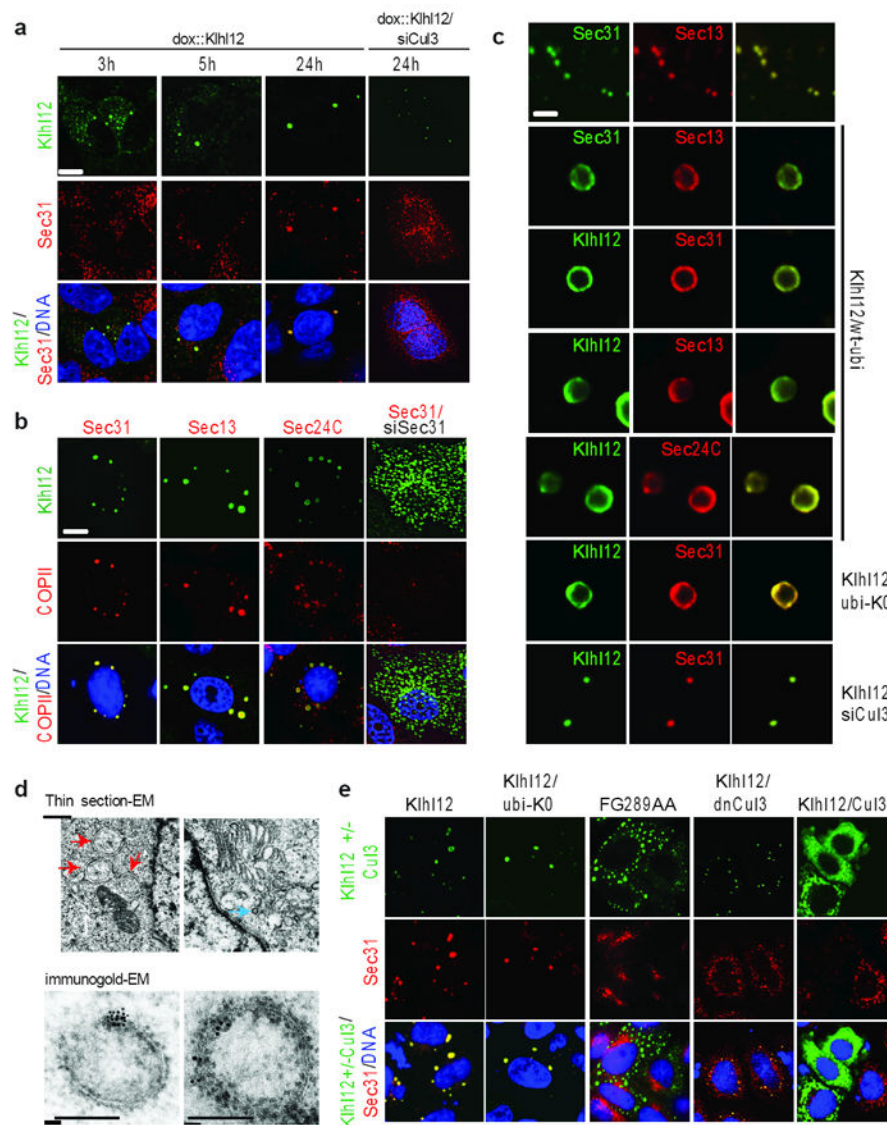 a
dox::Klhl12
dox::Klhl12/
siCul3
3h 5h 24h 24h
Klhl12
Sec31
Klhl12/
Sec31/DNA
b
Sec31 Sec13 Sec24C Sec31/
siSec31
Klhl12
COPII
Klhl12/
COPII/DNA
c
Sec31 Sec13
Sec31 Sec13
Klhl12 Sec31
Klhl12 Sec13
Klhl12 Sec24C
Klhl12/wt-ubi
Klhl12 Sec31
Klhl12
ubi-K0
Klhl12 Sec31
Klhl12
siCul3
d
Thin section-EM
immunogold-EM
e
Klhl12 Klhl12/
ubi-K0 FG289AA Klhl12/
dnCul3 Klhl12/Cul3
Klhl12 +/-
Cul3
Sec31
Klhl12+/-Cul3/
Sec31/DNA